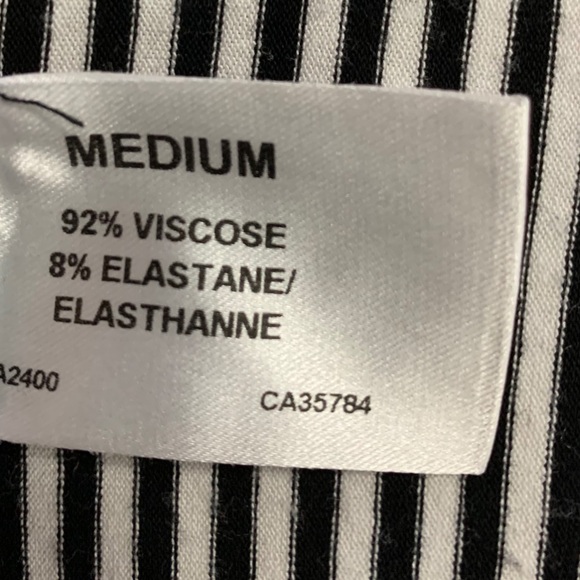 MEDIUM
92% VISCOSE
8% ELASTANE/
ELASTHANNE
A2400 CA35784